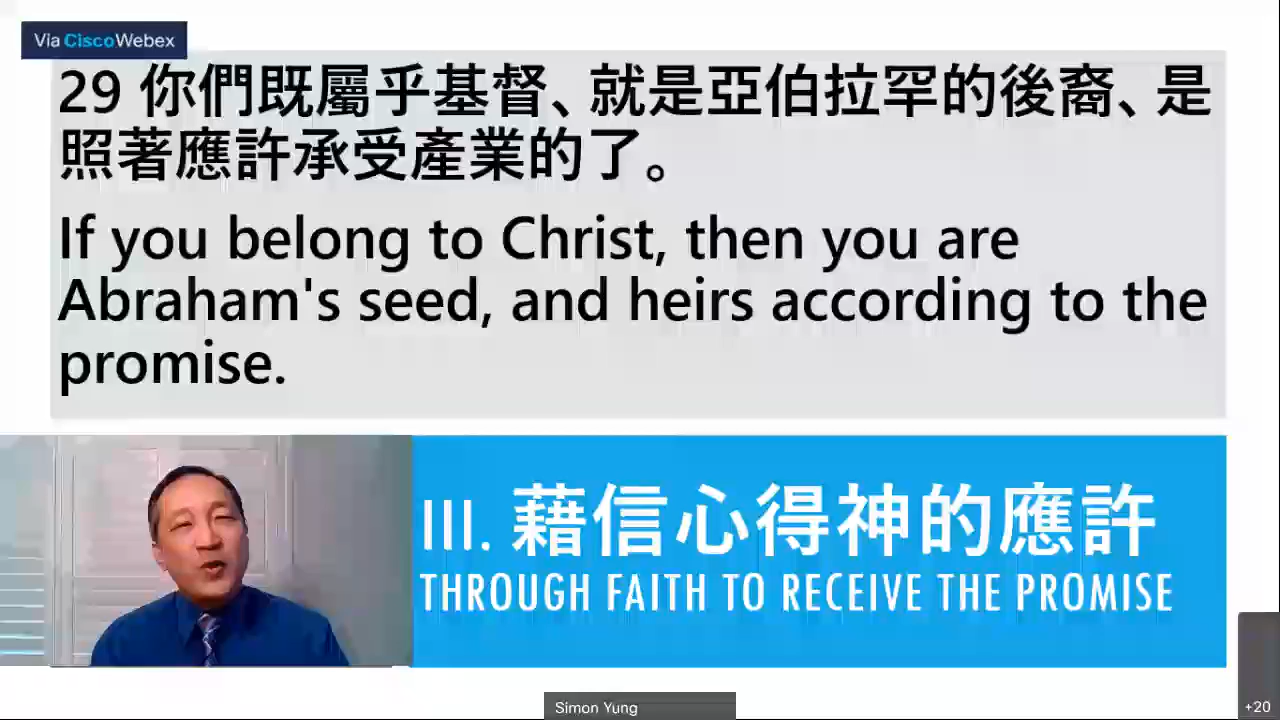 Via CiscoWebex
29 你們既屬乎基督、就是亞伯拉罕的後裔、是
照著應許承受產業的了。
If you belong to Christ, then you are
Abraham's seed, and heirs according to the
promise.
III. 藉信心得神的應許
THROUGH FAITH TO RECEIVE THE PROMISE
Simon Yung
+20